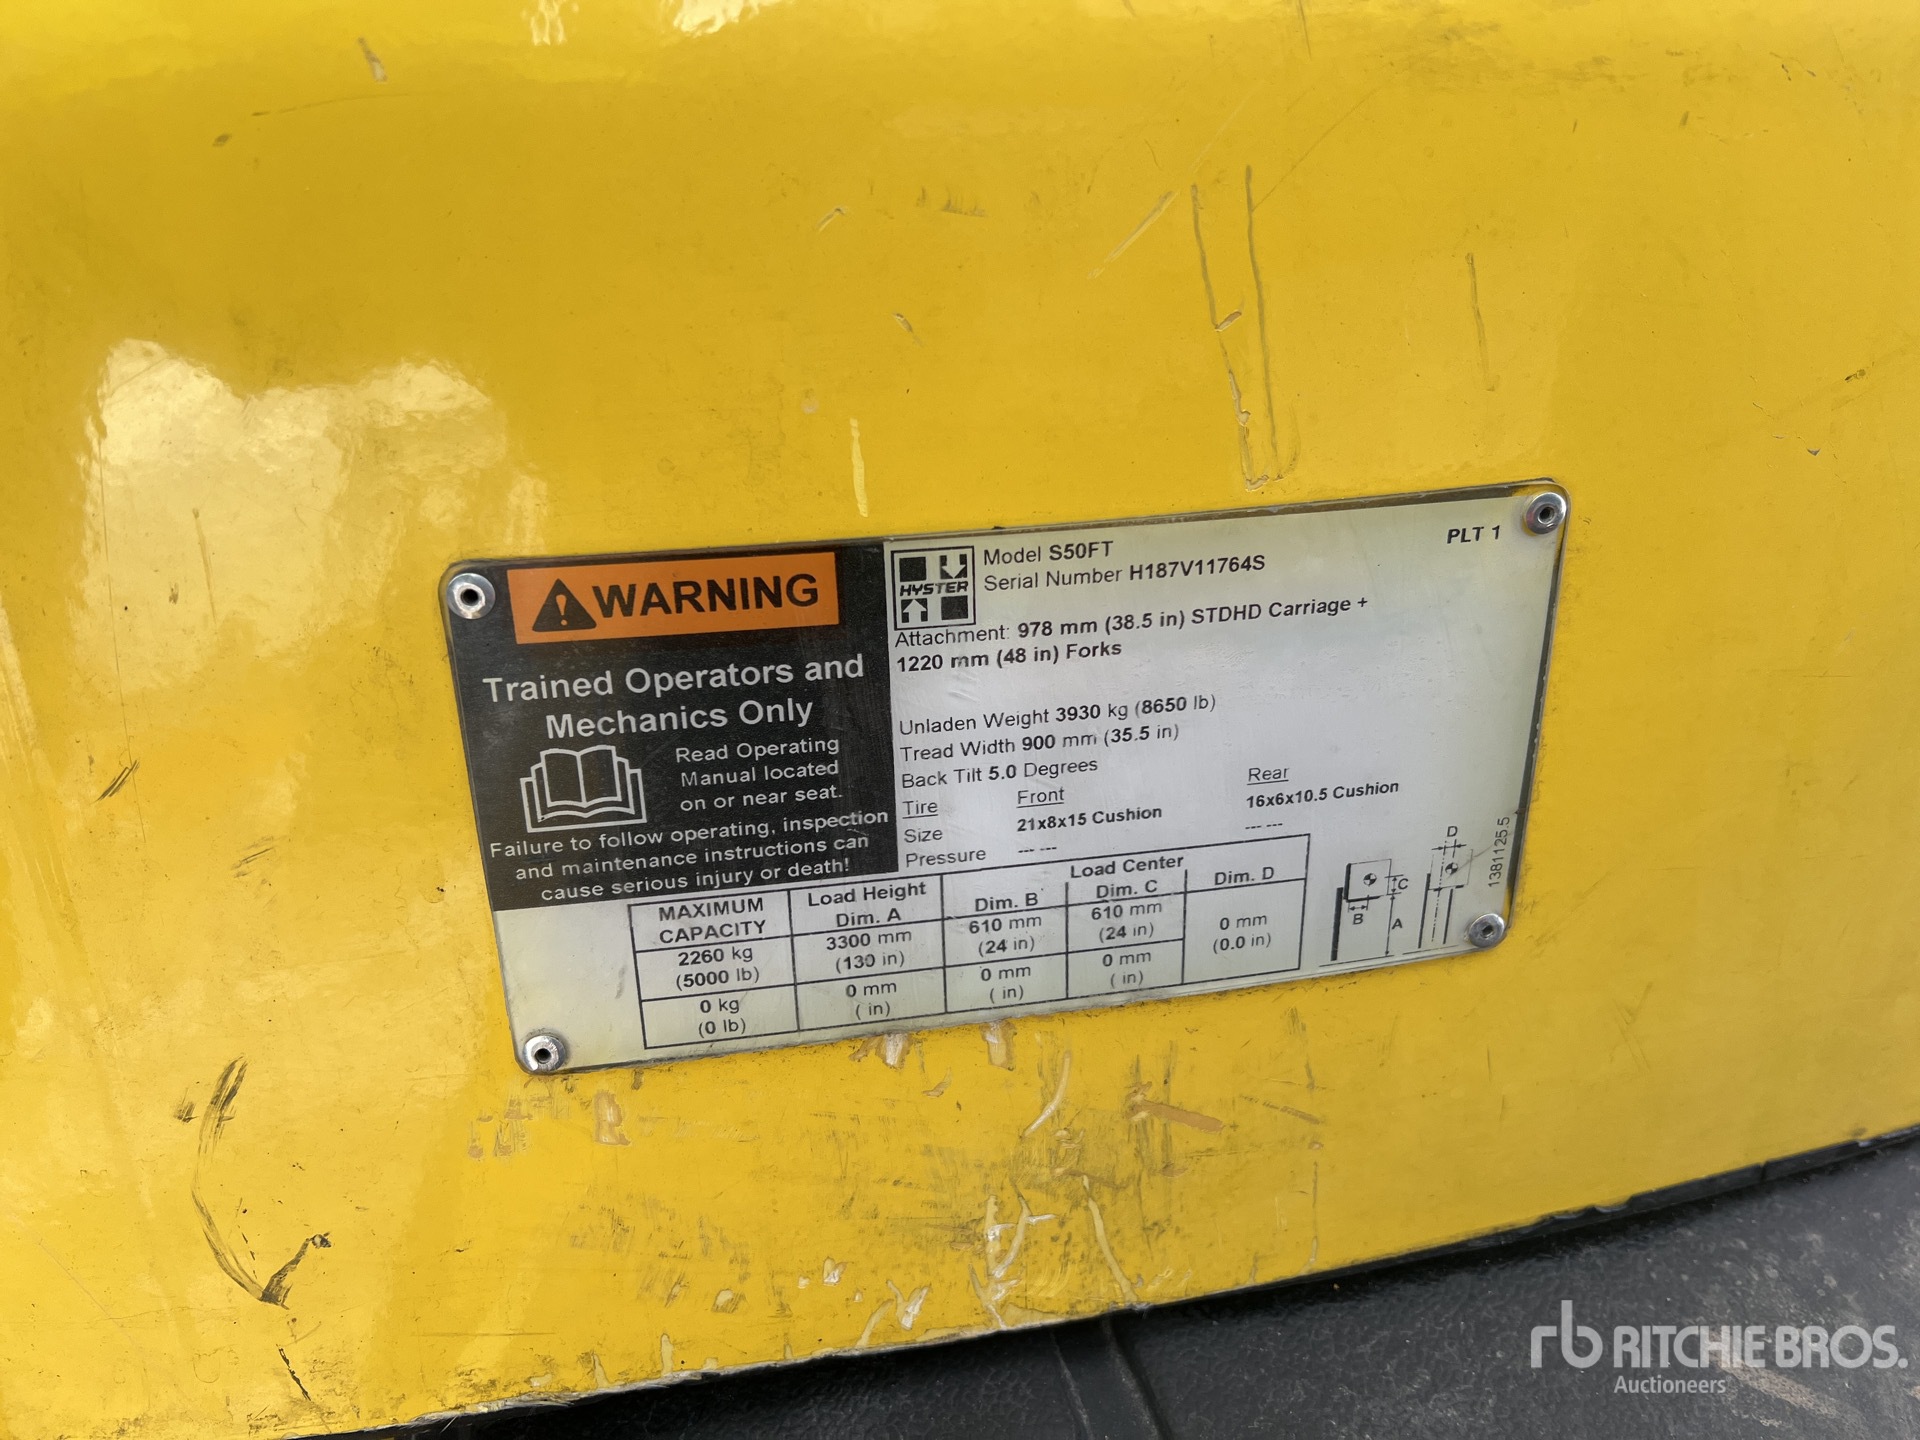 WARNING
Trained Operators and
Mechanics Only
Read Operating
Manual located
on or near seat.
Failure to follow operating, inspection
and maintenance instructions can
cause serious injury or death!
HYSTER
Model S50FT
Serial Number H187V11764S
PLT 1
Attachment: 978 mm (38.5 in) STDHD Carriage +
1220 mm (48 in) Forks
Unladen Weight 3930 kg (8650 lb)
Tread Width 900 mm (35.5 in)
Back Tilt 5.0 Degrees
Tire Front Rear
Size 21x8x15 Cushion 16x6x10.5 Cushion
Pressure --- --- --- ---
MAXIMUM CAPACITY Load Height Dim. A Load Center Dim. B Dim. C Dim. D
2260 kg 3300 mm 610 mm 610 mm 0 mm
(5000 lb) (130 in) (24 in) (24 in) (0.0 in)
0 kg 0 mm 0 mm 0 mm
(0 lb) ( in) ( in) ( in)
B C A D
1381125.5
rb RITCHIE BROS.
Auctioneers